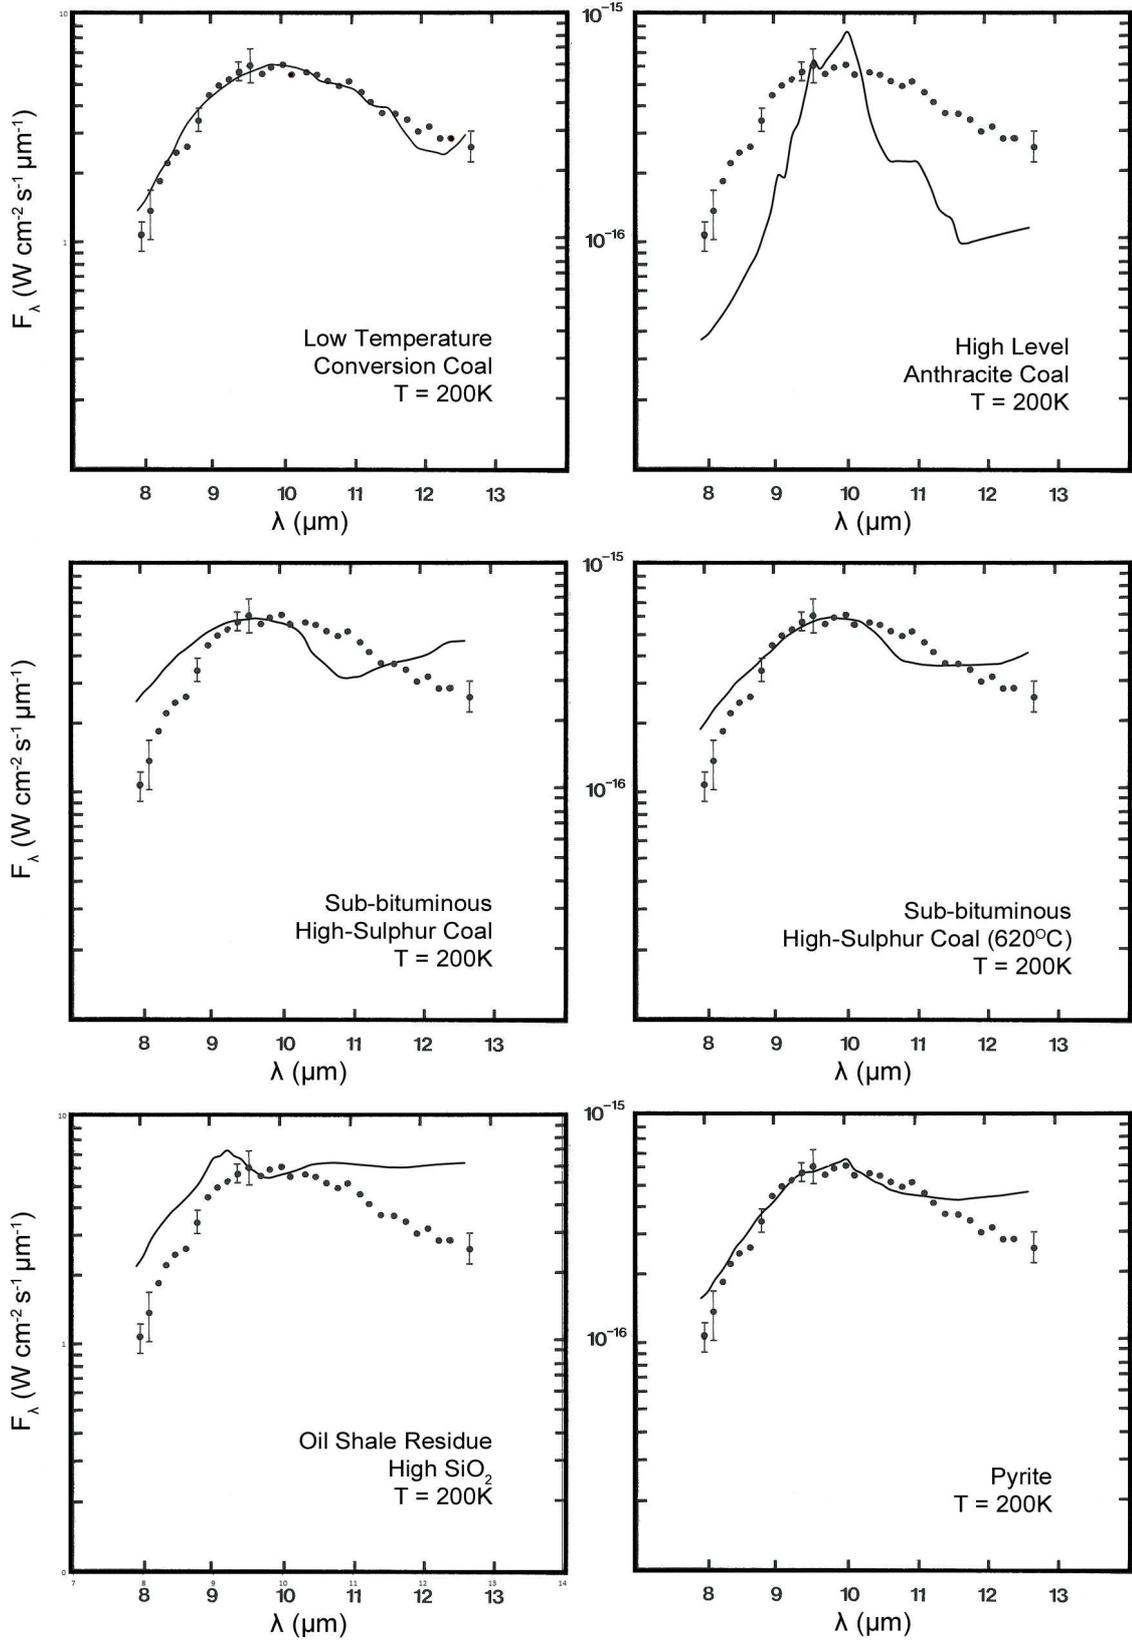 10
10⁻¹⁵
F_λ (W cm⁻² s⁻¹ μm⁻¹)
1
10⁻¹⁶
Low Temperature
Conversion Coal
T = 200K
High Level
Anthracite Coal
T = 200K
8 9 10 11 12 13
8 9 10 11 12 13
λ (μm)
λ (μm)
10⁻¹⁵
F_λ (W cm⁻² s⁻¹ μm⁻¹)
10⁻¹⁶
Sub-bituminous
High-Sulphur Coal
T = 200K
Sub-bituminous
High-Sulphur Coal (620ᴼC)
T = 200K
8 9 10 11 12 13
8 9 10 11 12 13
λ (μm)
λ (μm)
10
10⁻¹⁵
F_λ (W cm⁻² s⁻¹ μm⁻¹)
1
10⁻¹⁶
Oil Shale Residue
High SiO₂
T = 200K
Pyrite
T = 200K
0
7 8 9 10 11 12 13 14
8 9 10 11 12 13
8 9 10 11 12 13
λ (μm)
λ (μm)